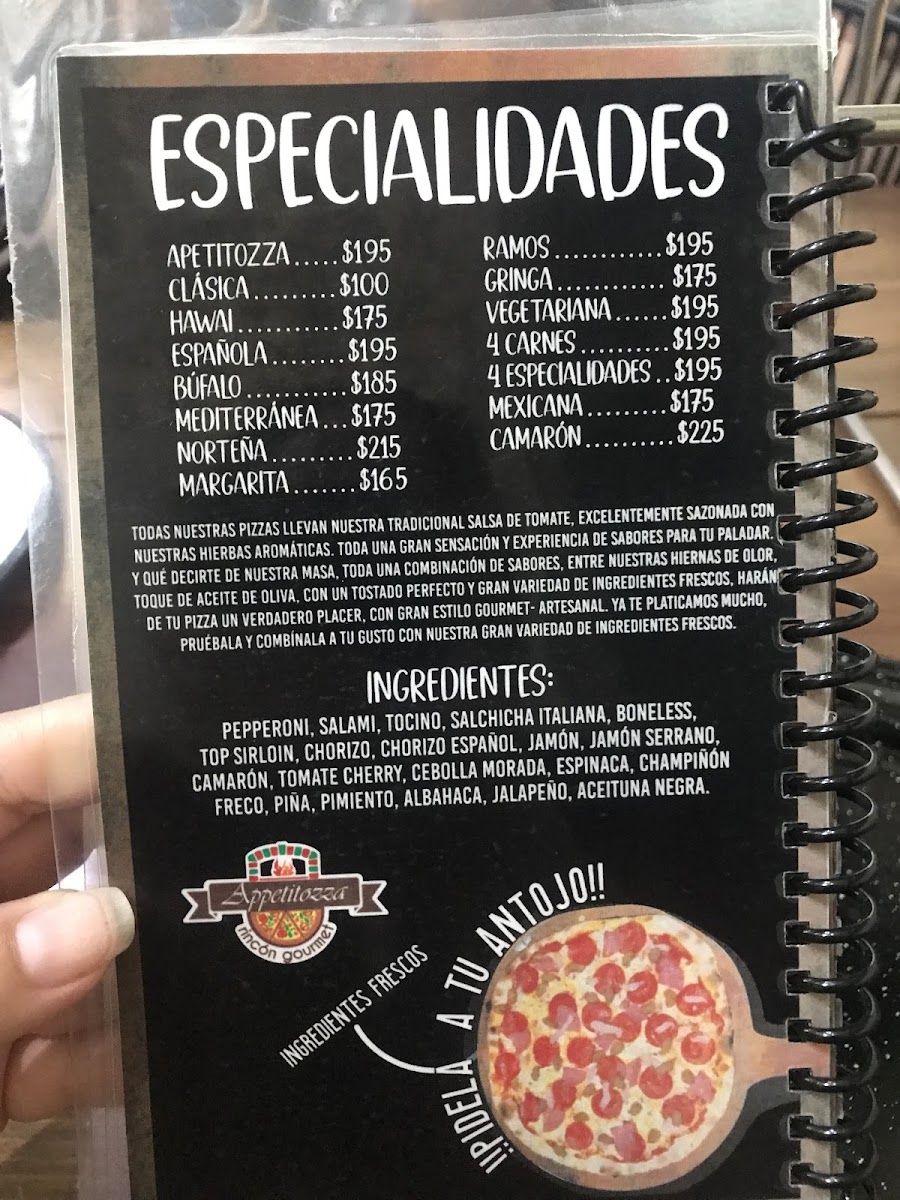 ESPECIALIDADES
APETITOZZA.....$195
CLÁSICA.........$100
HAWAI...........$175
ESPAÑOLA........$195
BÚFALO...........$185
MEDITERRÁNEA...$175
NORTEÑA.........$215
MARGARITA.......$165
RAMOS............$195
GRINGA............$175
VEGETARIANA......$195
4 CARNES..........$195
4 ESPECIALIDADES..$195
MEXICANA.........$175
CAMARÓN..........$225
TODAS NUESTRAS PIZZAS LLEVAN NUESTRA TRADICIONAL SALSA DE TOMATE, EXCELENTEMENTE SAZONADA CON
NUESTRAS HIERBAS AROMÁTICAS. TODA UNA GRAN SENSACIÓN Y EXPERIENCIA DE SABORES PARA TU PALADAR.
Y QUÉ DECIRTE DE NUESTRA MASA, TODA UNA COMBINACIÓN DE SABORES, ENTRE NUESTRAS HIERNAS DE OLOR,
TOQUE DE ACEITE DE OLIVA, CON UN TOSTADO PERFECTO Y GRAN VARIEDAD DE INGREDIENTES FRESCOS, HARÁN
DE TU PIZZA UN VERDADERO PLACER, CON GRAN ESTILO GOURMET- ARTESANAL. YA TE PLATICAMOS MUCHO,
PRUÉBALA Y COMBÍNALA A TU GUSTO CON NUESTRA GRAN VARIEDAD DE INGREDIENTES FRESCOS.
INGREDIENTES:
PEPPERONI, SALAMI, TOCINO, SALCHICHA ITALIANA, BONELESS,
TOP SIRLOIN, CHORIZO, CHORIZO ESPAÑOL, JAMÓN, JAMÓN SERRANO,
CAMARÓN, TOMATE CHERRY, CEBOLLA MORADA, ESPINACA, CHAMPIÑÓN
FRECO, PIÑA, PIMIENTO, ALBAHACA, JALAPEÑO, ACEITUNA NEGRA.
Appetitozza
rincón gourmet
INGREDIENTES FRESCOS
¡¡PIDELA A TU ANTOJO!!